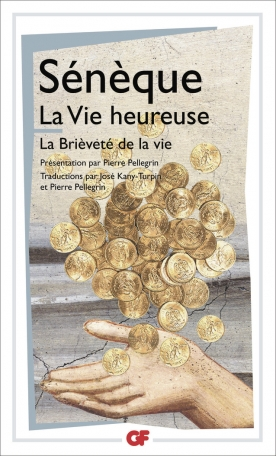 Sénèque
La Vie heureuse
La Brièveté de la vie
Présentation par Pierre Pellegrin
Traductions par José Kany-Turpin
et Pierre Pellegrin
GF